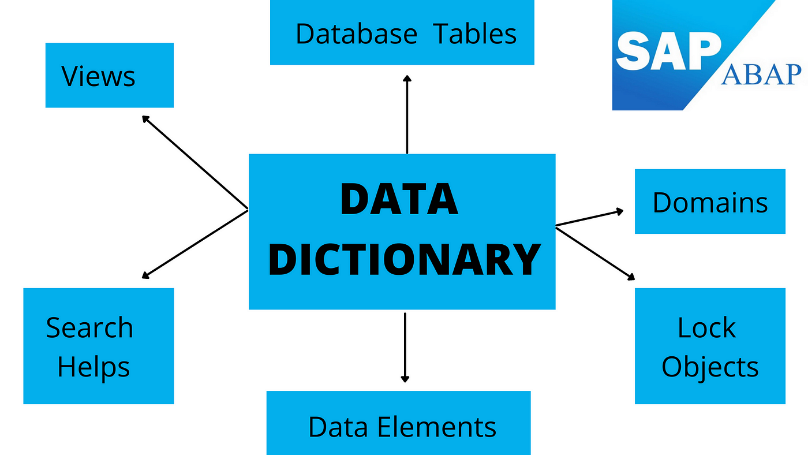 Database Tables
SAP
ABAP
Views
DATA
DICTIONARY
Domains
Search
Helps
Lock
Objects
Data Elements